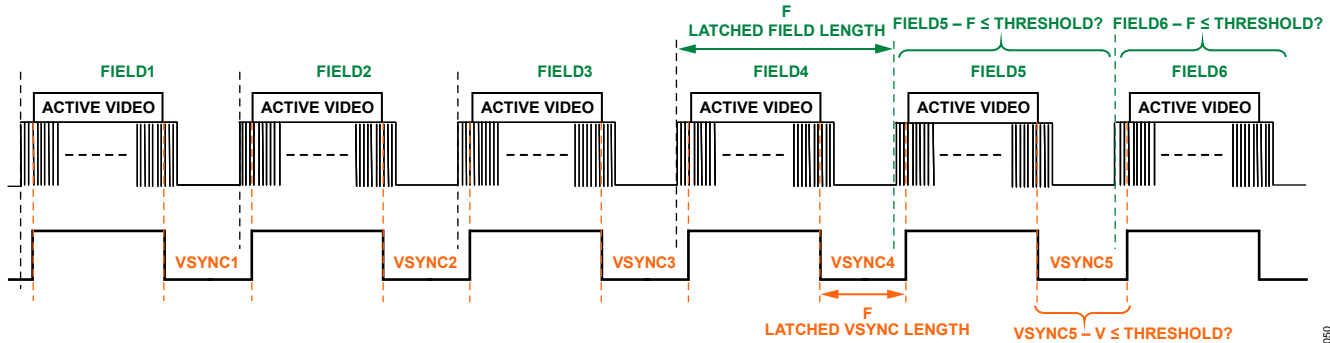 F
LATCHED FIELD LENGTH
FIELD5 – F ≤ THRESHOLD?
FIELD6 – F ≤ THRESHOLD?
FIELD1
FIELD2
FIELD3
FIELD4
FIELD5
FIELD6
ACTIVE VIDEO
ACTIVE VIDEO
ACTIVE VIDEO
ACTIVE VIDEO
ACTIVE VIDEO
ACTIVE VIDEO
VSYNC1
VSYNC2
VSYNC3
VSYNC4
VSYNC5
F
LATCHED VSYNC LENGTH
VSYNC5 – V ≤ THRESHOLD?
050